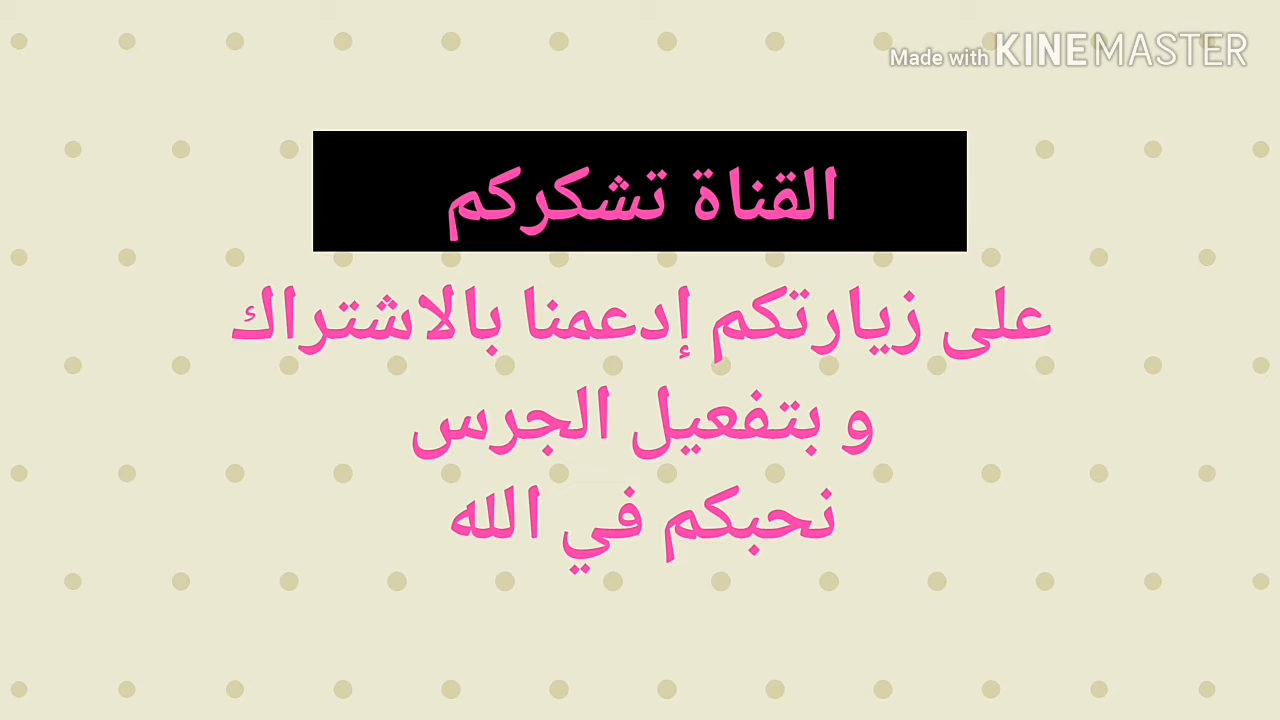 Made with KINEMASTER
القناة تشكركم
على زيارتكم إدعمنا بالاشتراك
و بتفعيل الجرس
نحبكم في الله